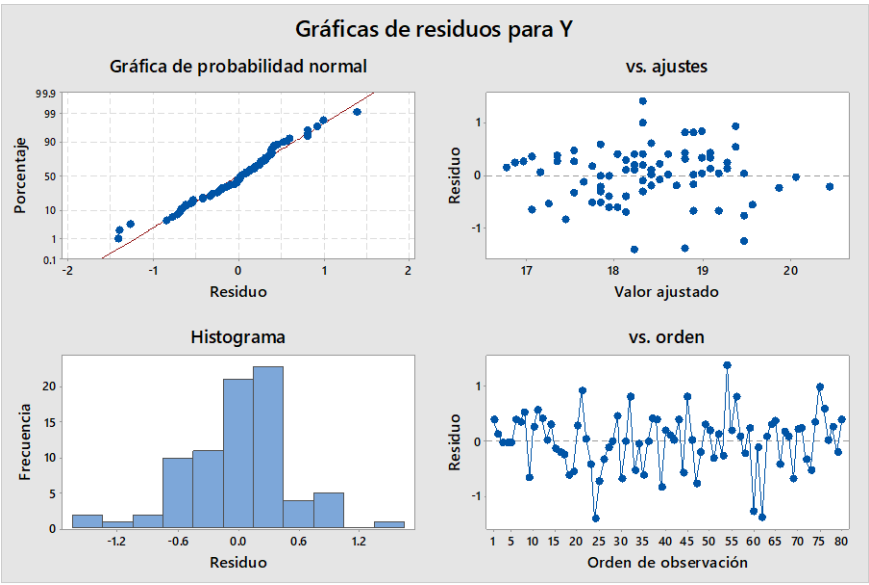 Gráficas de residuos para Y
Gráfica de probabilidad normal
99.9
99
90
50
10
1
0.1
Porcentaje
-2 -1 0 1 2
Residuo
vs. ajustes
1
0
-1
Residuo
17 18 19 20
Valor ajustado
Histograma
20
15
10
5
0
Frecuencia
-1.2 -0.6 0.0 0.6 1.2
Residuo
vs. orden
1
0
-1
Residuo
1 5 10 15 20 25 30 35 40 45 50 55 60 65 70 75 80
Orden de observación